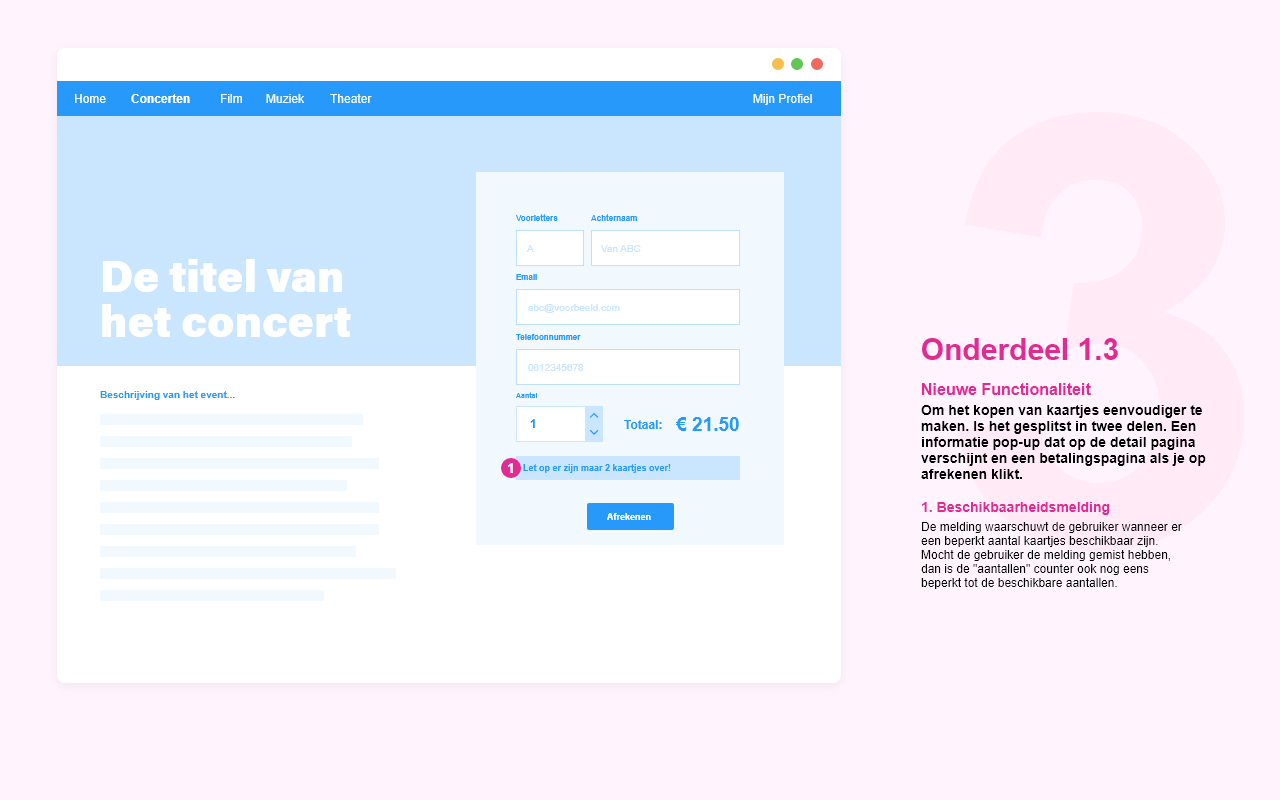 Home Concerten Film Muziek Theater Mijn Profiel
De titel van
het concert
Beschrijving van het event...
Voorletters Achternaam
A Van ABC
Email
abc@voorbeeld.com
Telefoonnummer
0612345678
Aantal
1 Totaal: € 21.50
1 Let op er zijn maar 2 kaartjes over!
Afrekenen
3
Onderdeel 1.3
Nieuwe Functionaliteit
Om het kopen van kaartjes eenvoudiger te
maken. Is het gesplitst in twee delen. Een
informatie pop-up dat op de detail pagina
verschijnt en een betalingspagina als je op
afrekenen klikt.
1. Beschikbaarheidsmelding
De melding waarschuwt de gebruiker wanneer er
een beperkt aantal kaartjes beschikbaar zijn.
Mocht de gebruiker de melding gemist hebben,
dan is de "aantallen" counter ook nog eens
beperkt tot de beschikbare aantallen.